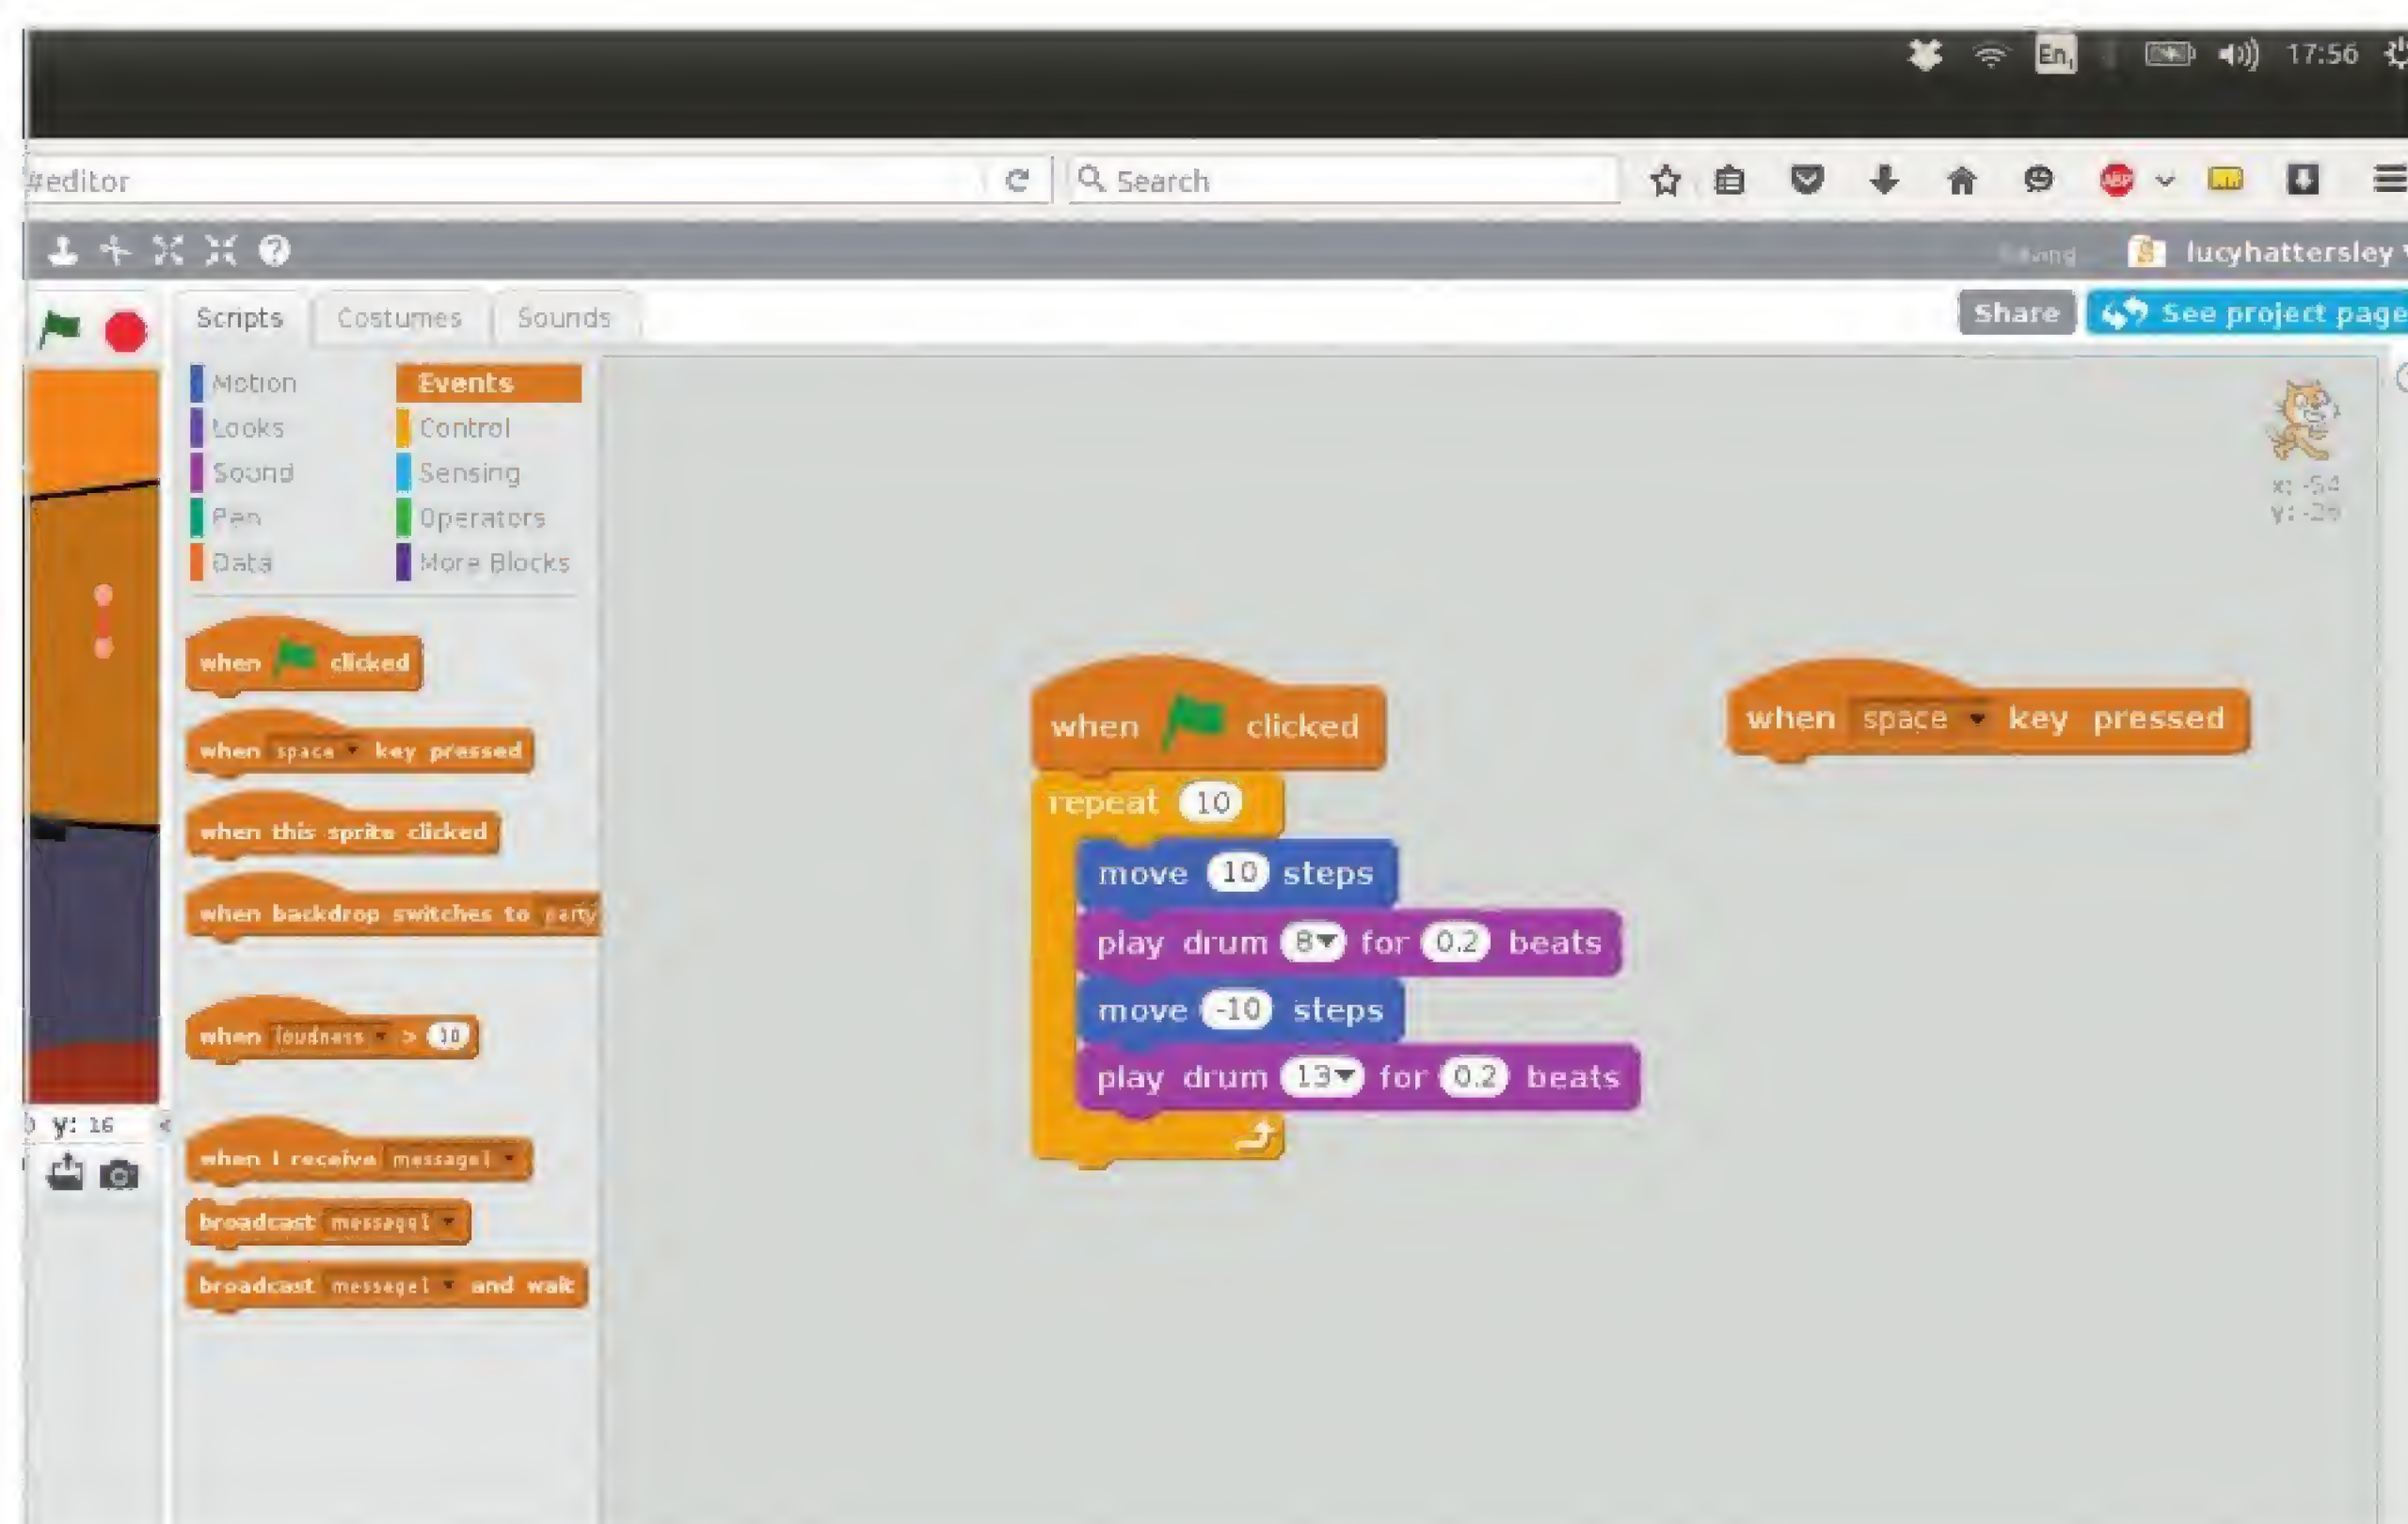 En 17:56
#editor Search
lucyhattersley
Scripts Costumes Sounds Share See project page
Motion Events
Looks Control
Sound Sensing
Pen Operators
Data More Blocks
x: -54
when clicked
when space key pressed
when this sprite clicked
when backdrop switches to party
when loudness > 10
when I receive message1
broadcast message1
broadcast message1 and wait
y: 16
when clicked
repeat 10
move 10 steps
play drum 8 for 0.2 beats
move -10 steps
play drum 13 for 0.2 beats
when space key pressed